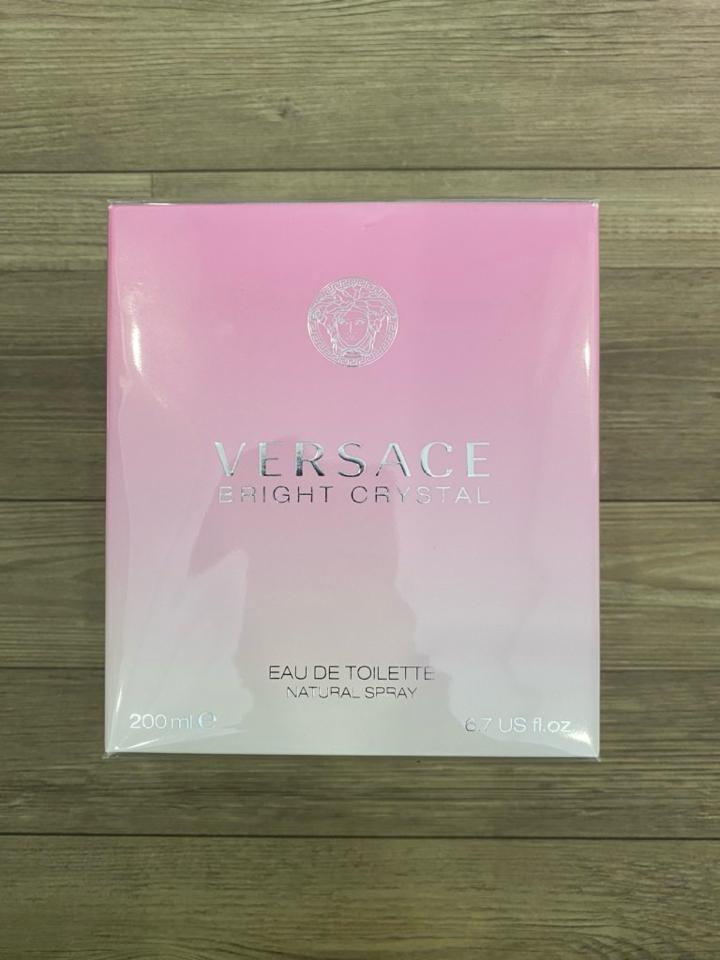 VERSACE
BRIGHT CRYSTAL
EAU DE TOILETTE
NATURAL SPRAY
200 ml ℮
6.7 US fl.oz.